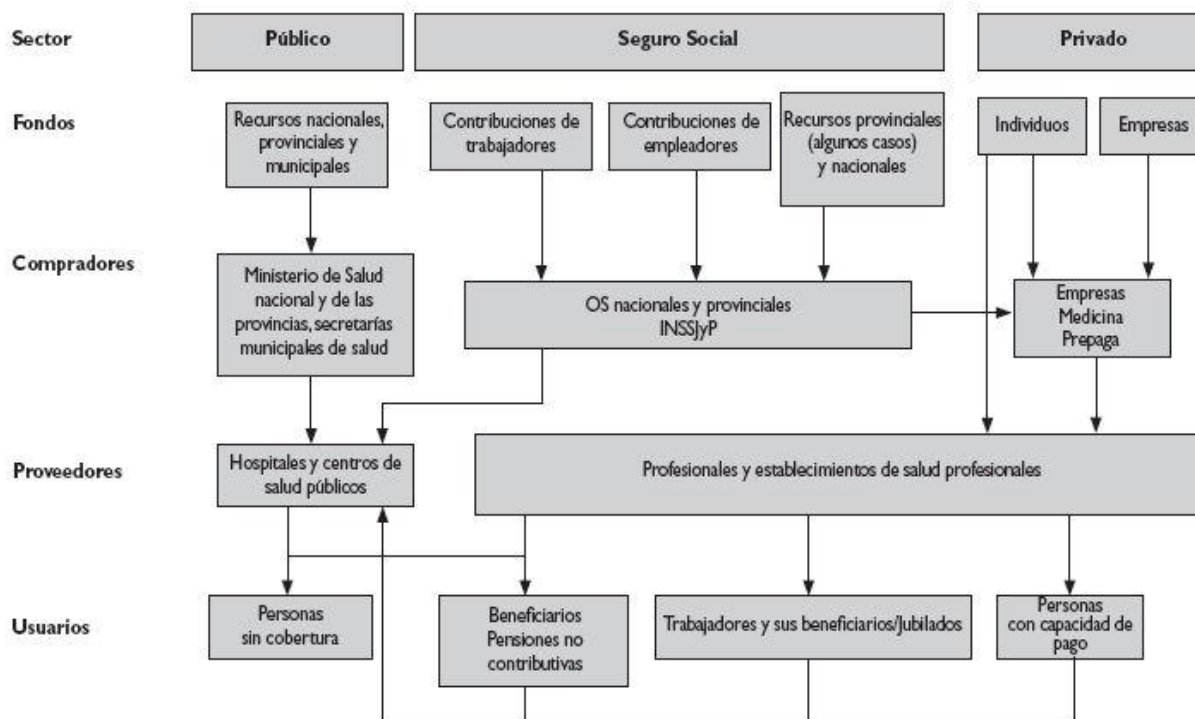 Sector
Público
Seguro Social
Privado
Fondos
Recursos nacionales,
provinciales y
municipales
Contribuciones de
trabajadores
Contribuciones de
empleadores
Recursos provinciales
(algunos casos)
y nacionales
Individuos
Empresas
Compradores
Ministerio de Salud
nacional y de las
provincias, secretarías
municipales de salud
OS nacionales y provinciales
INSSJyP
Empresas
Medicina
Prepaga
Proveedores
Hospitales y centros de
salud públicos
Profesionales y establecimientos de salud profesionales
Usuarios
Personas
sin cobertura
Beneficiarios
Pensiones no
contributivas
Trabajadores y sus beneficiarios/Jubilados
Personas
con capacidad de
pago